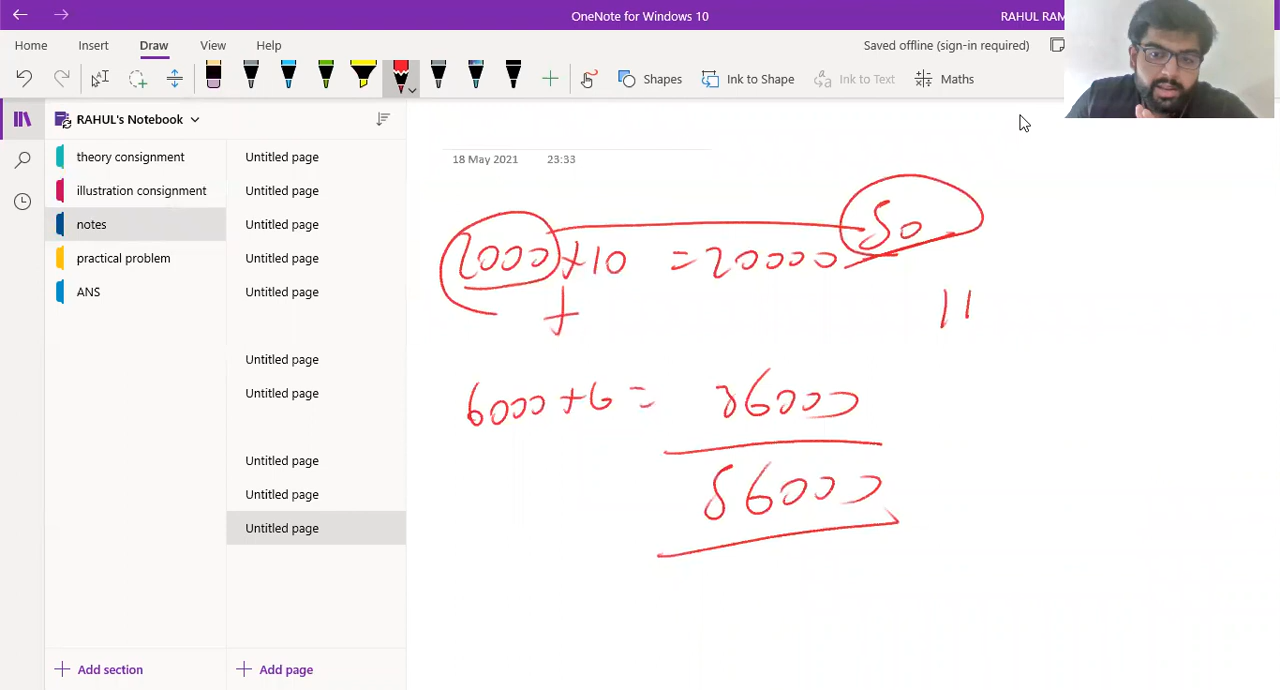 OneNote for Windows 10
RAHUL RAM
Home Insert Draw View Help
Saved offline (sign-in required)
Shapes Ink to Shape Ink to Text Maths
RAHUL's Notebook
theory consignment
illustration consignment
notes
practical problem
ANS
Untitled page
Untitled page
Untitled page
Untitled page
Untitled page
Untitled page
Untitled page
Untitled page
Untitled page
Untitled page
18 May 2021 23:33
50
2000 + 10 = 20000
+
11
6000 + 6 = 36000
56000
Add section
Add page